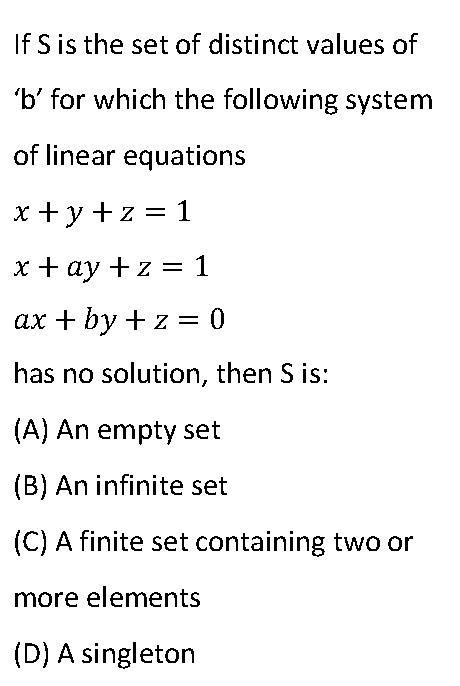 If S is the set of distinct values of
‘b’ for which the following system
of linear equations
x + y + z = 1
x + ay + z = 1
ax + by + z = 0
has no solution, then S is:
(A) An empty set
(B) An infinite set
(C) A finite set containing two or
more elements
(D) A singleton